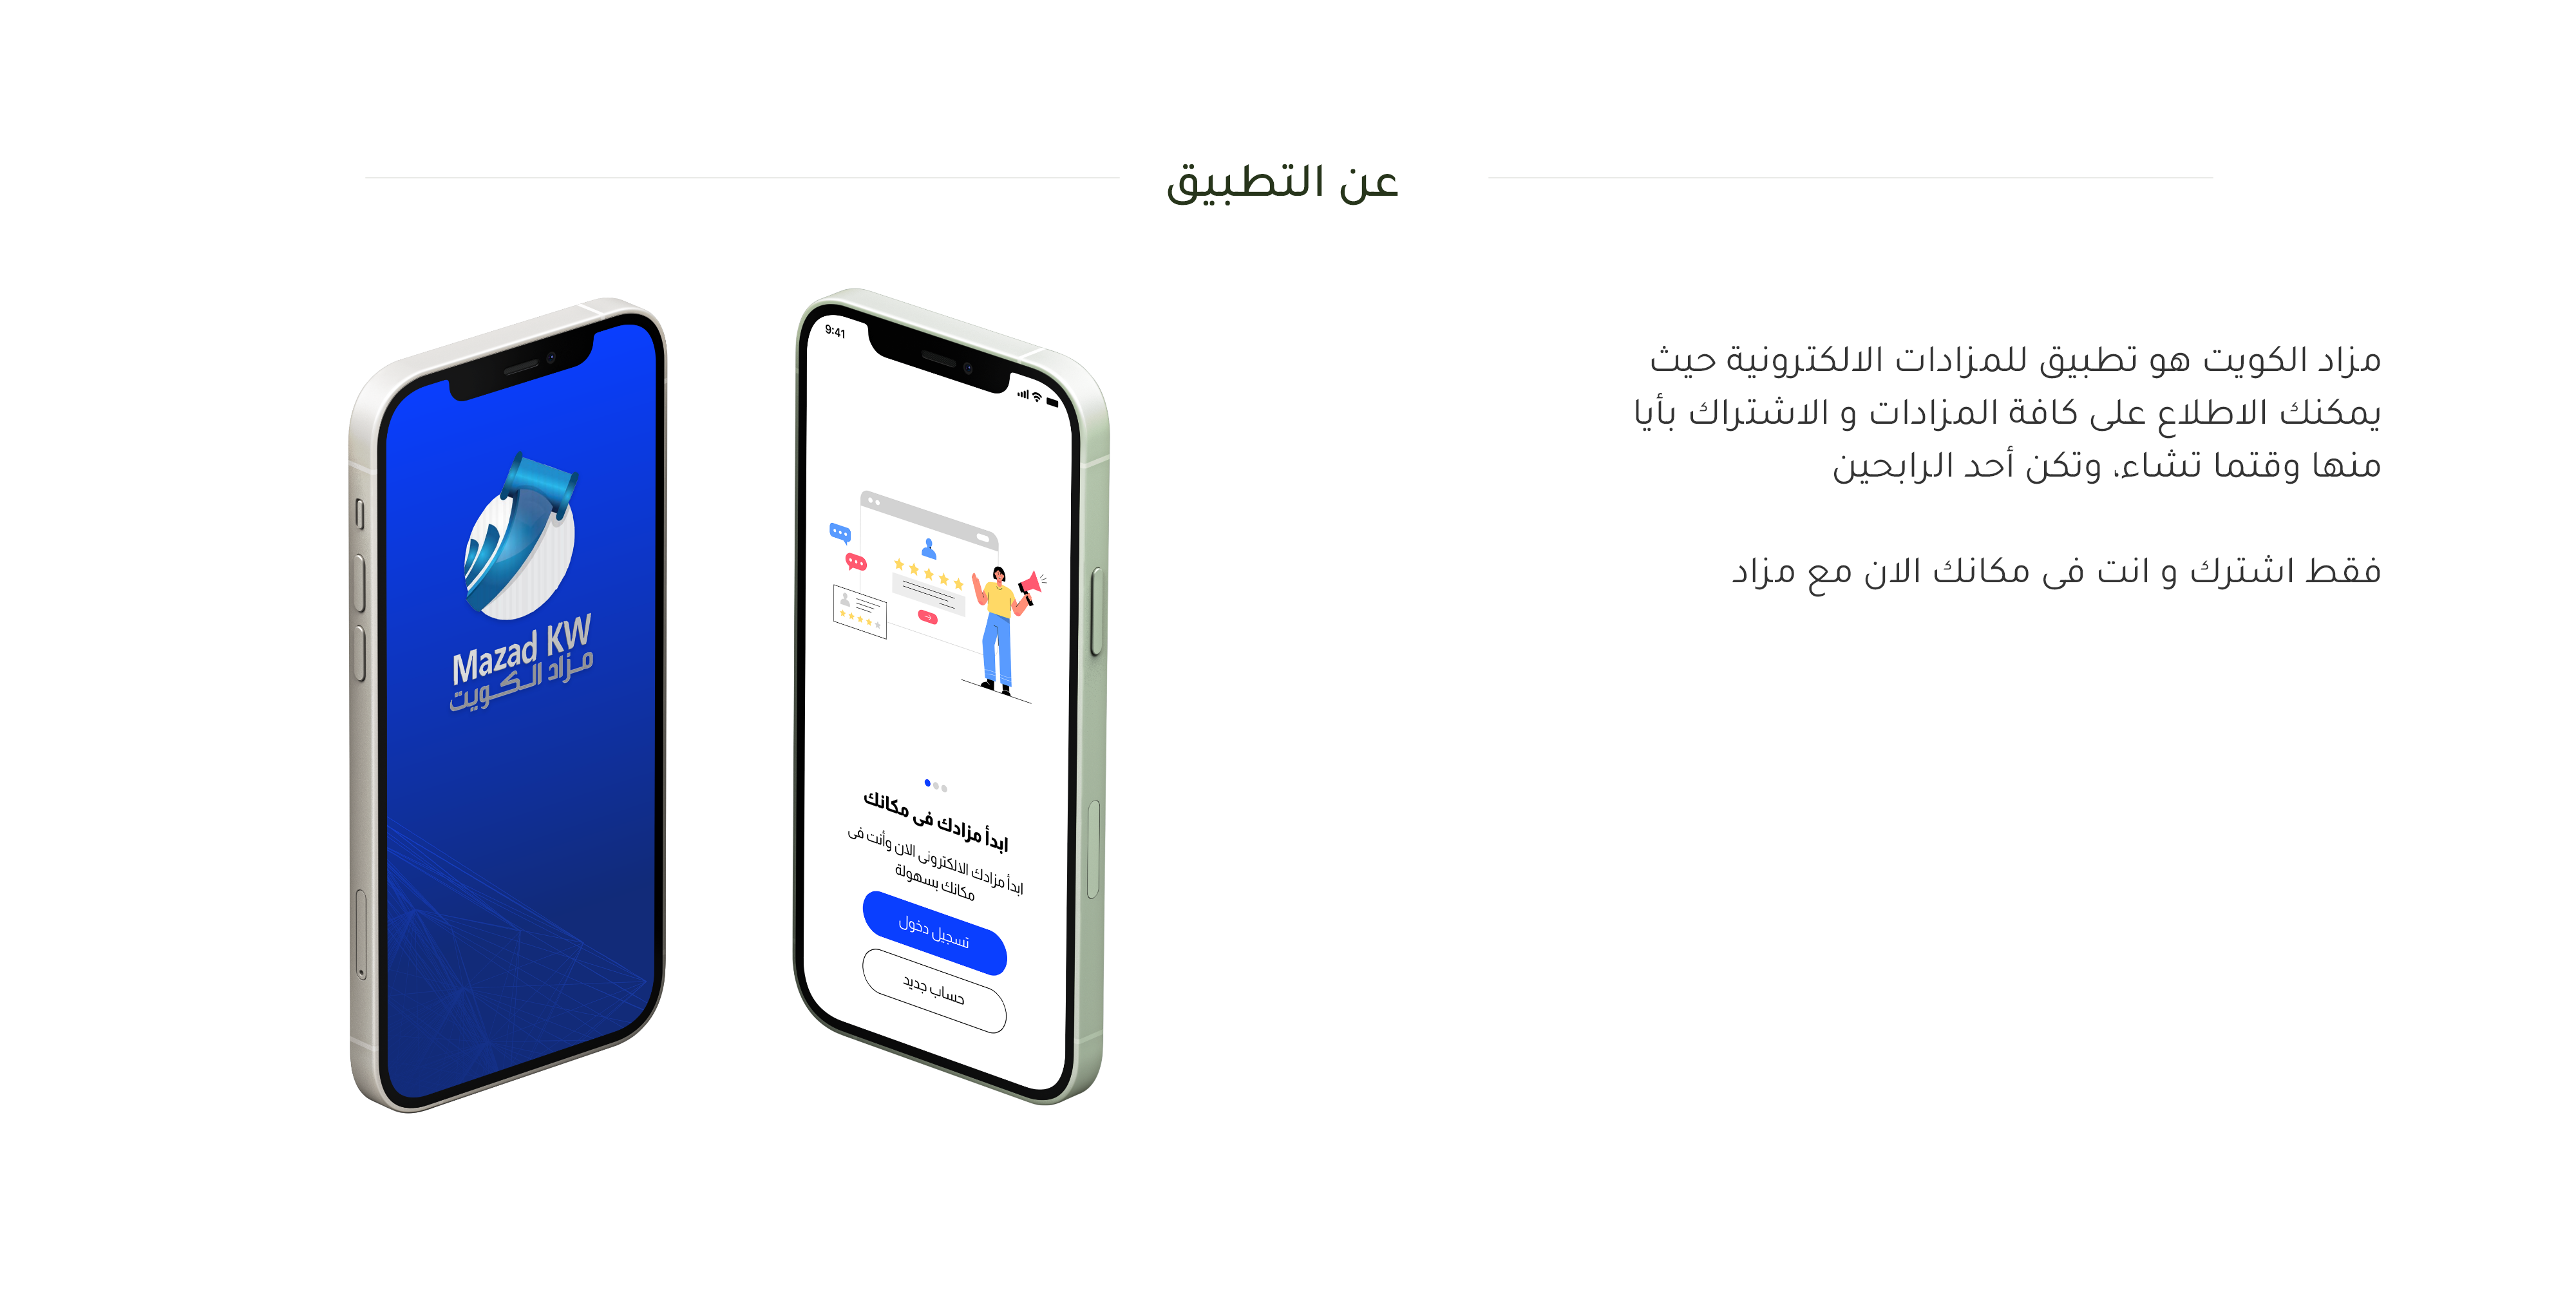 عن التطبيق
مزاد الكويت هو تطبيق للمزادات الالكترونية حيث
يمكنك الاطلاع على كافة المزادات و الاشتراك بأيا
منها وقتما تشاء، وتكن أحد الرابحين
فقط اشترك و انت فى مكانك الان مع مزاد
9:41
ابدأ مزادك فى مكانك
ابدأ مزادك الالكترونى الان وأنت فى
مكانك بسهولة
تسجيل دخول
حساب جديد
Mazad KW
مزاد الكويت